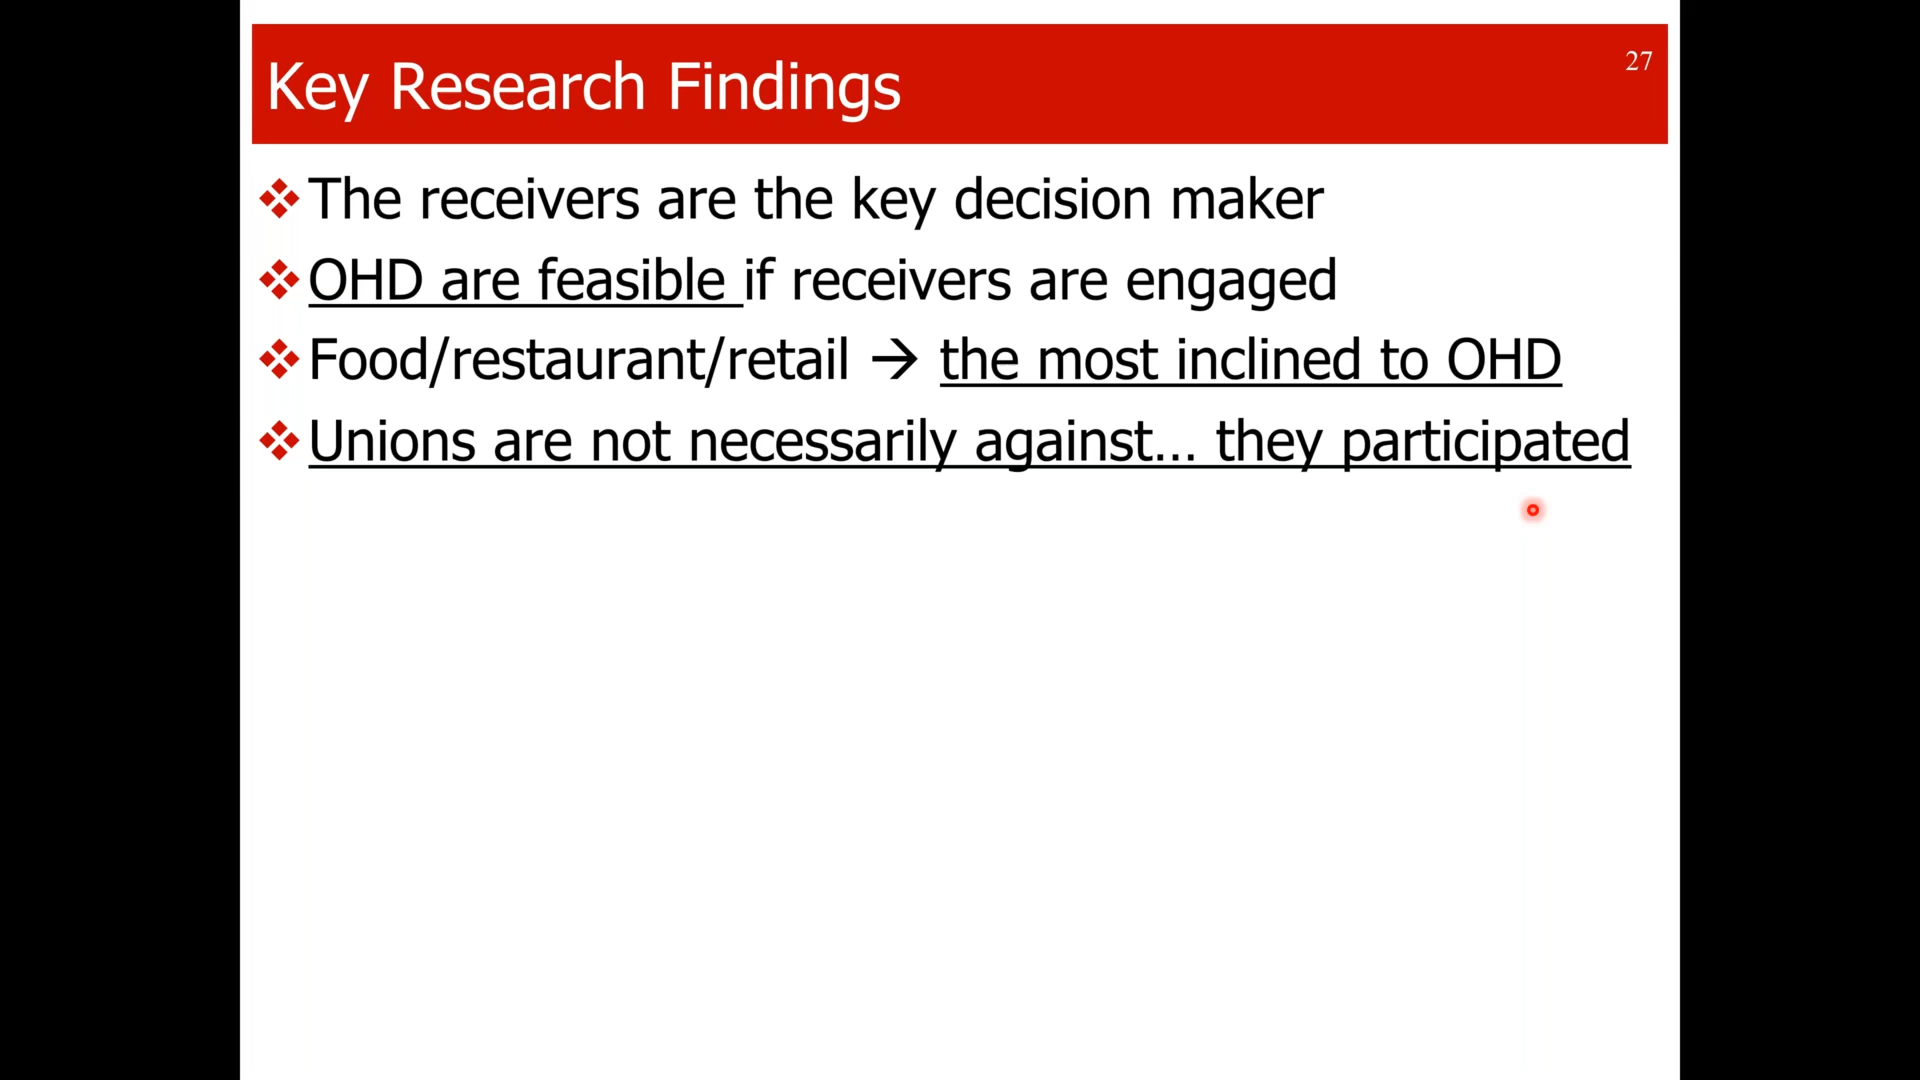 Key Research Findings
27
❖The receivers are the key decision maker
❖OHD are feasible if receivers are engaged
❖Food/restaurant/retail → the most inclined to OHD
❖Unions are not necessarily against… they participated